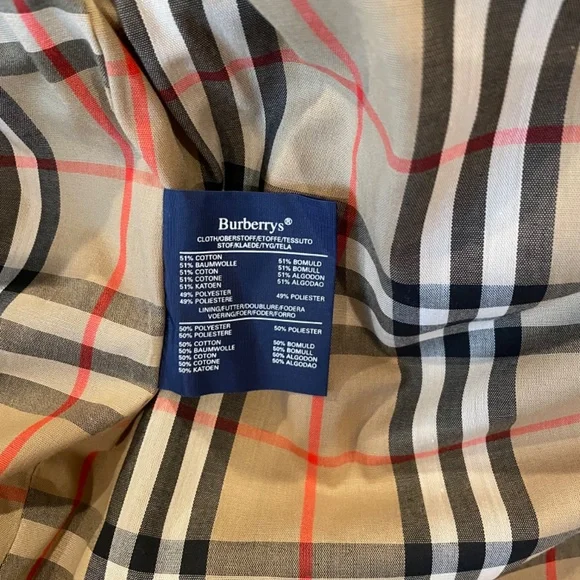 Burberrys®
CLOTH/OBERSTOFF/ETOFFE/TESSUTO
STOF/KLAEDE/TYG/TELA
51% COTTON 51% BOMULD
51% BAUMWOLLE 51% BOMULL
51% COTON 51% ALGODON
51% COTONE 51% ALGODAO
51% KATOEN
49% POLYESTER 49% POLIESTER
49% POLIESTERE
LINING/FUTTER/DOUBLURE/FODERA
VOERING/FOER/FODER/FORRO
50% POLYESTER 50% POLIESTER
50% POLIESTERE
50% COTTON 50% BOMULD
50% BAUMWOLLE 50% BOMULL
50% COTON 50% ALGODON
50% COTONE 50% ALGODAO
50% KATOEN